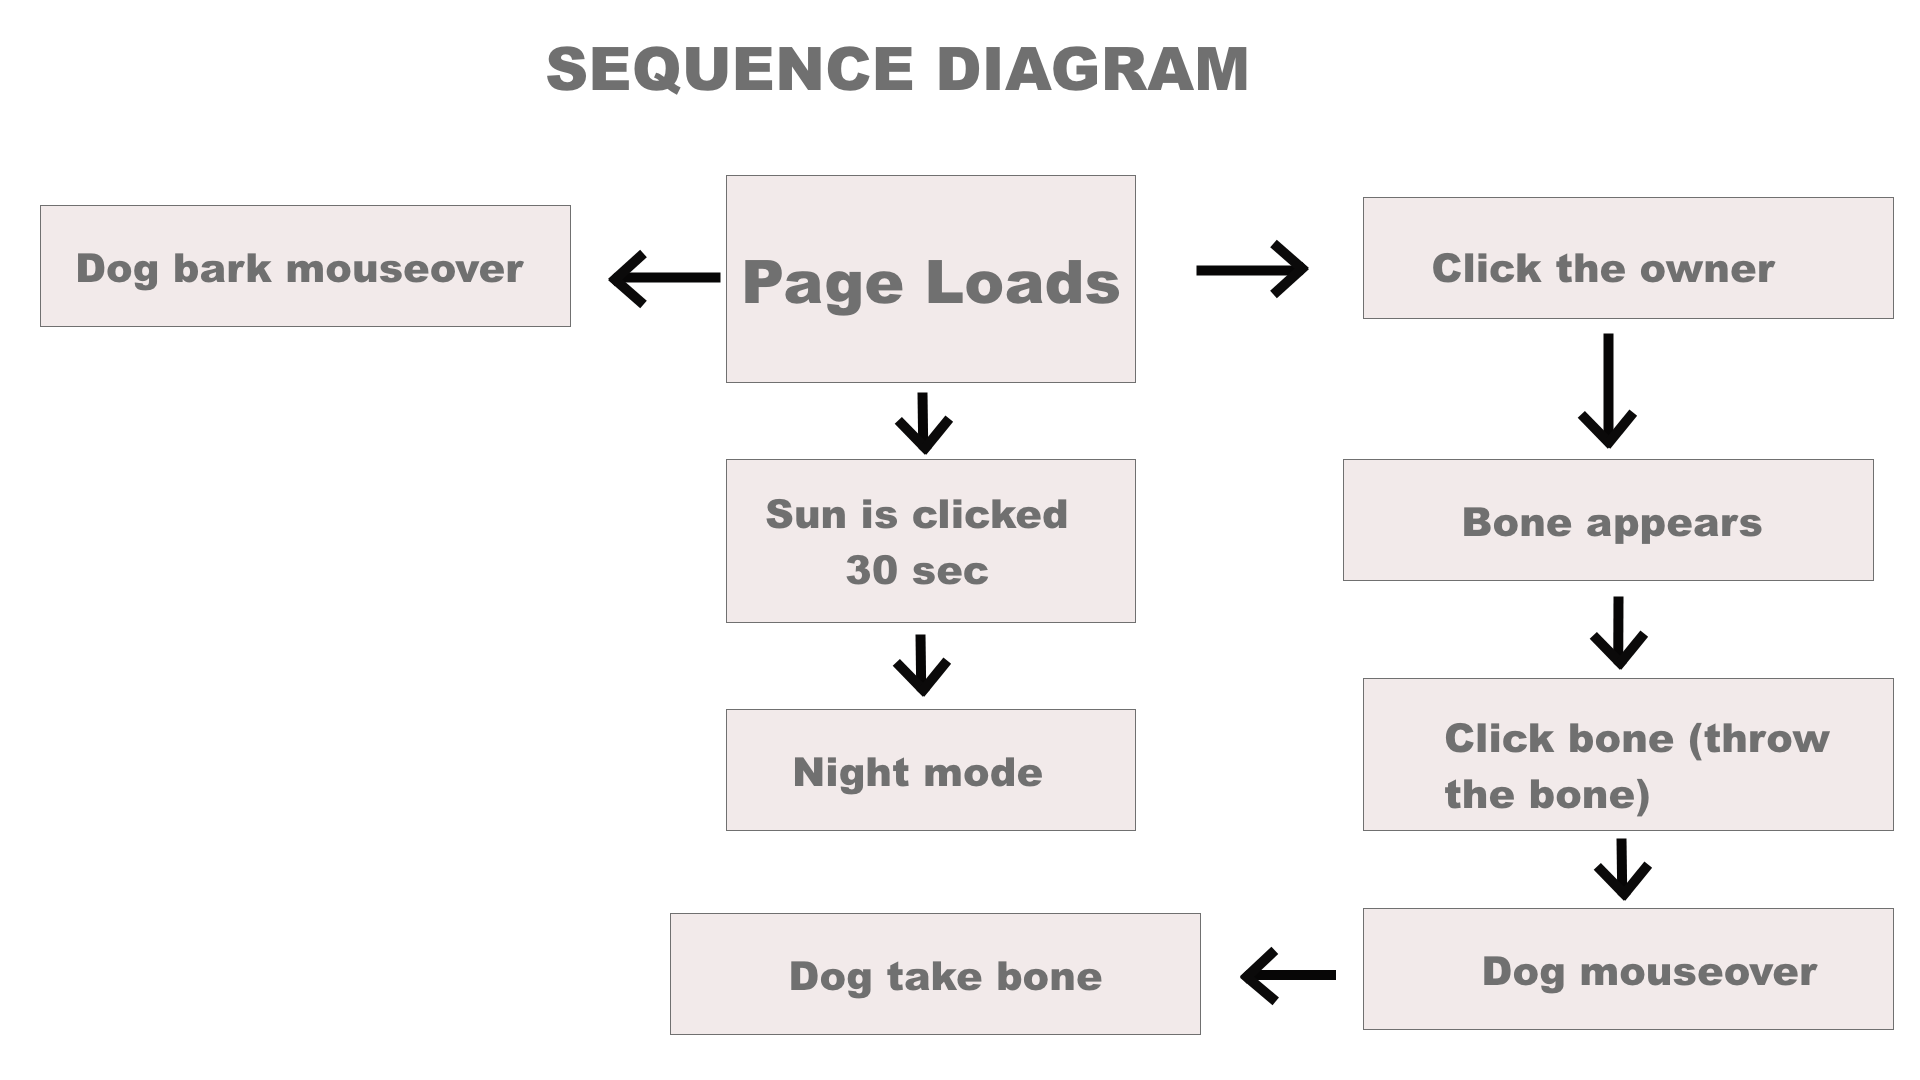 SEQUENCE DIAGRAM
Dog bark mouseover
Page Loads
Click the owner
Sun is clicked
30 sec
Bone appears
Night mode
Click bone (throw
the bone)
Dog take bone
Dog mouseover